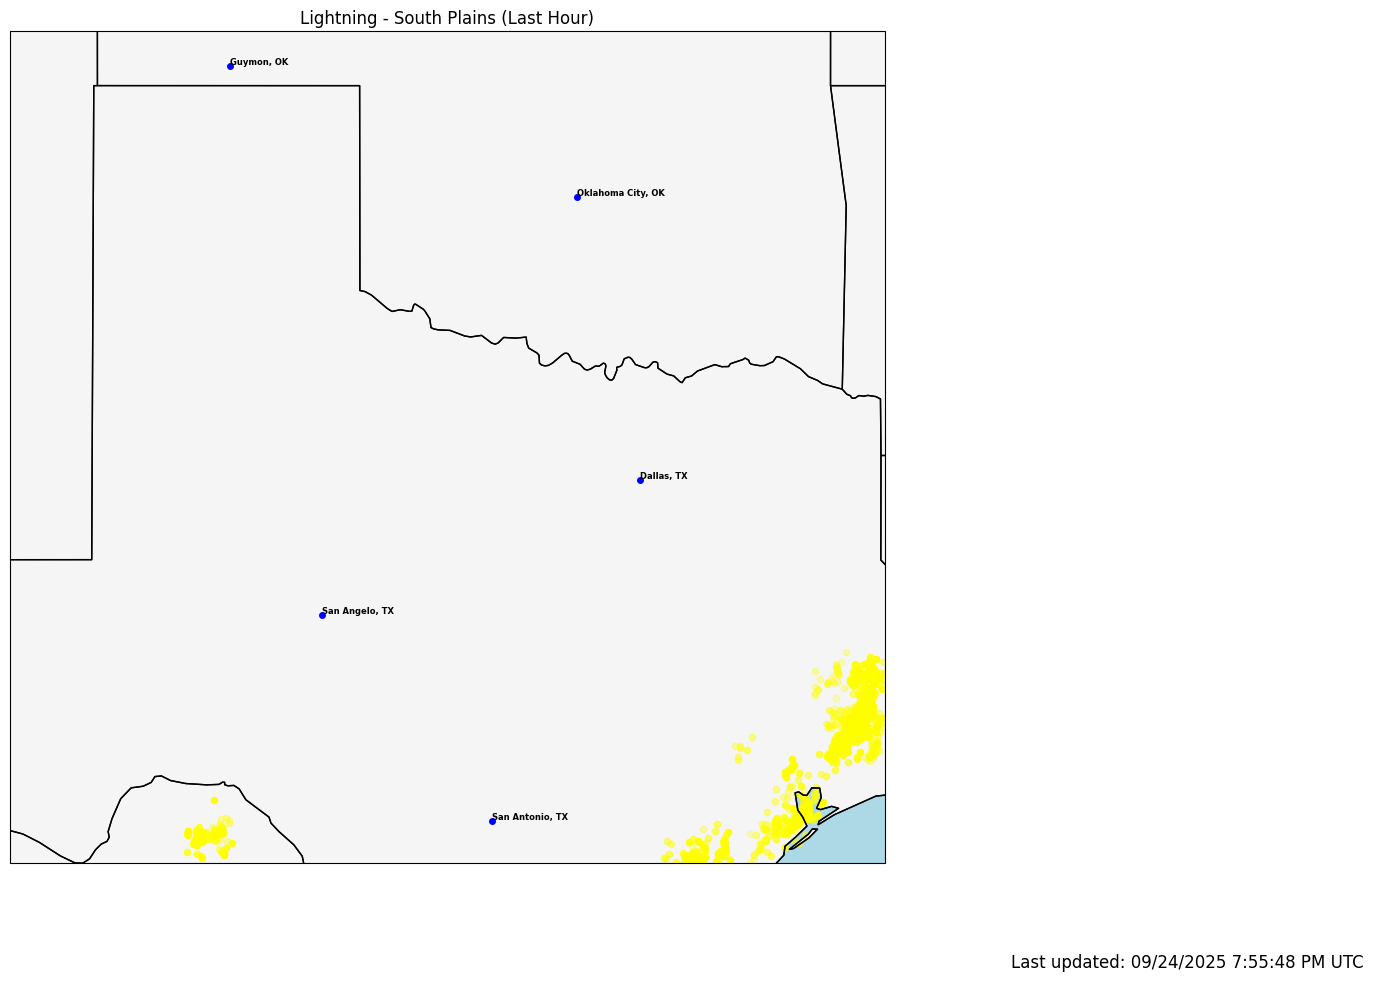 Lightning - South Plains (Last Hour)
Guymon, OK
Oklahoma City, OK
Dallas, TX
San Angelo, TX
San Antonio, TX
Last updated: 09/24/2025 7:55:48 PM UTC